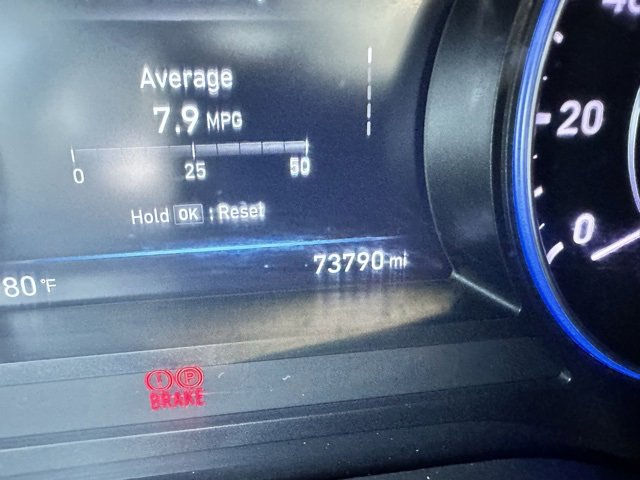 Average
7.9 MPG
0 25 50
Hold OK : Reset
73790 mi
80 °F
20
0
! P
BRAKE